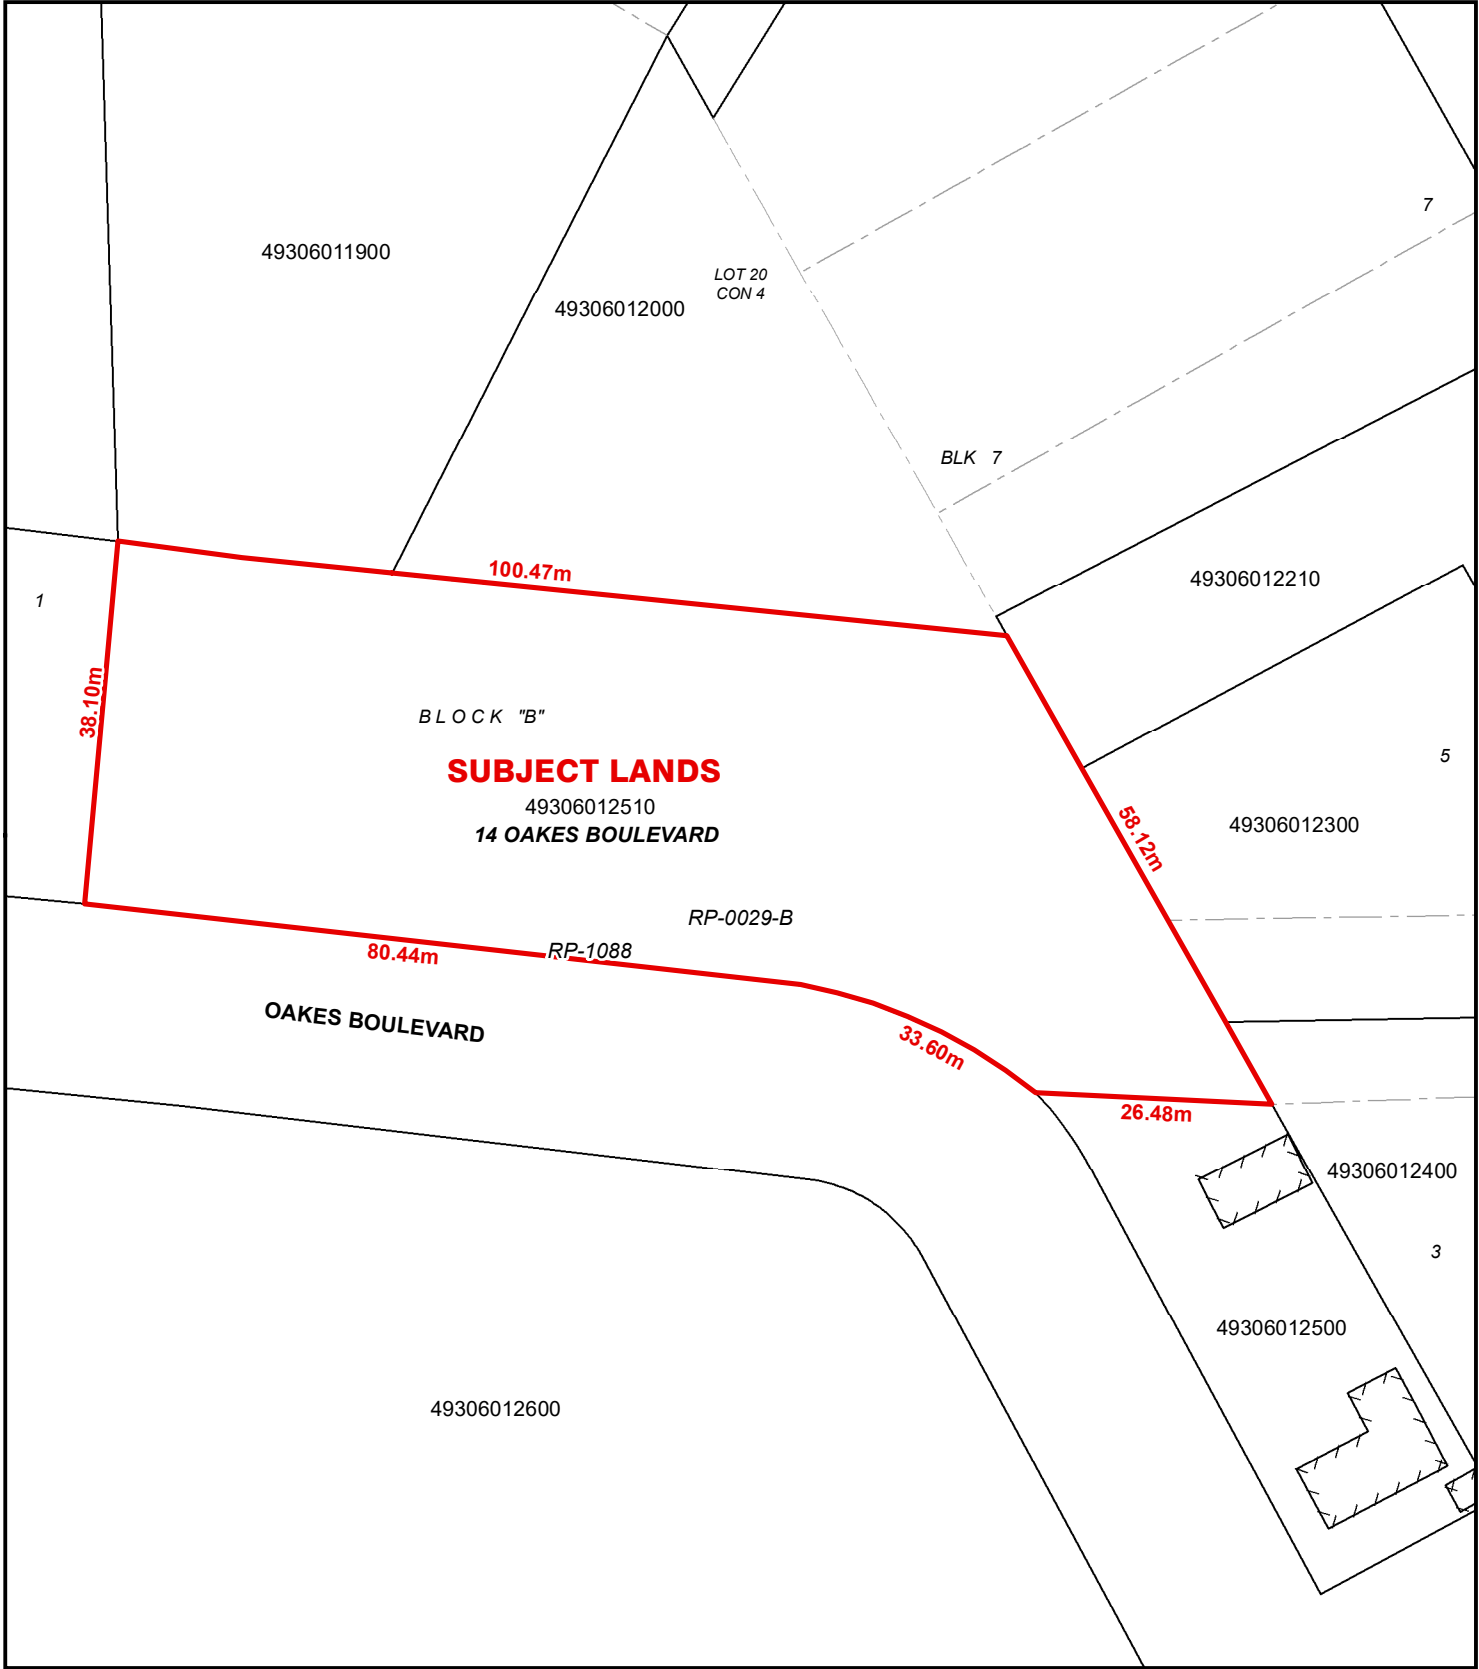 7
49306011900
LOT 20
CON 4
49306012000
BLK 7
100.47m
49306012210
1
38.10m
BLOCK "B"
5
SUBJECT LANDS
49306012510
14 OAKES BOULEVARD
58.12m
49306012300
RP-0029-B
80.44m
RP-1088
OAKES BOULEVARD
33.60m
26.48m
49306012400
3
49306012500
49306012600